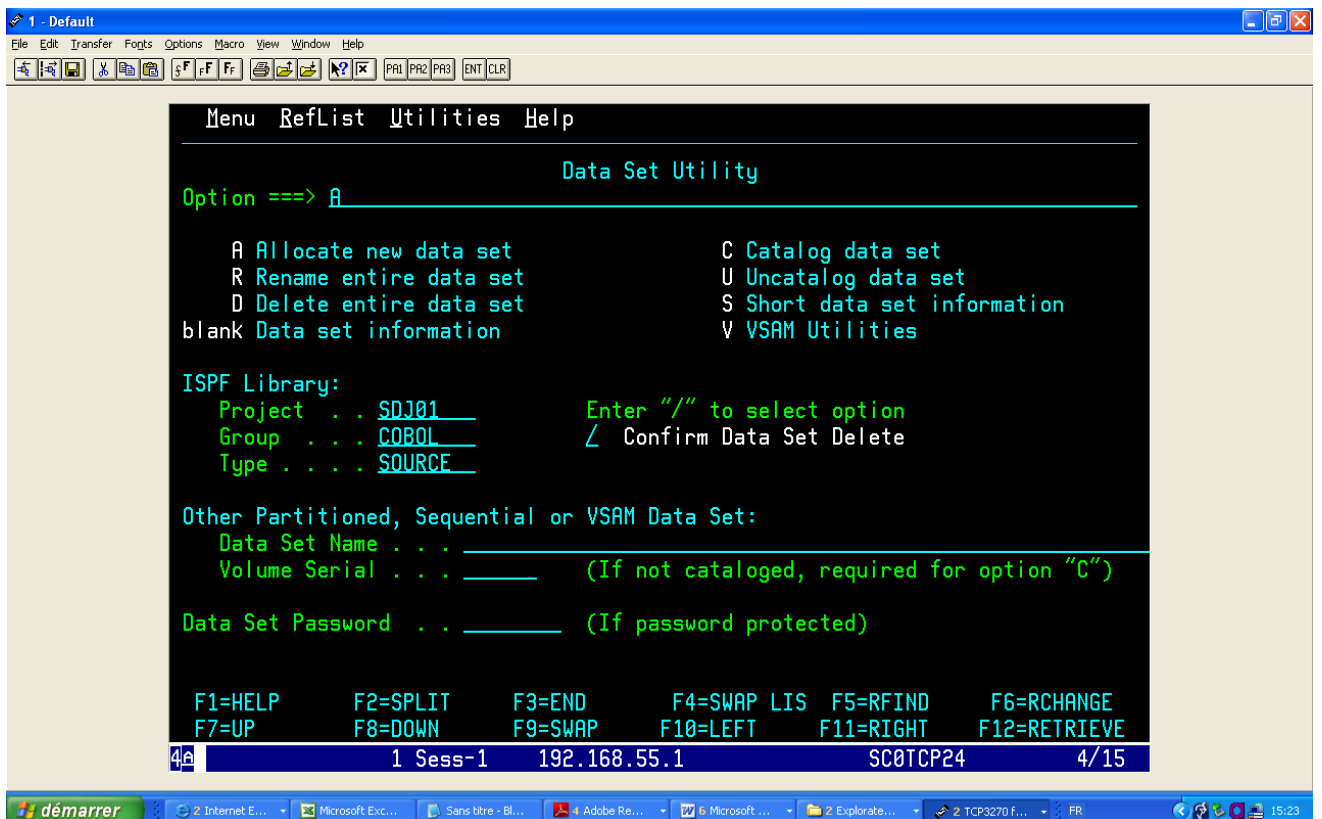 1 - Default
File Edit Transfer Fonts Options Macro View Window Help
PA1 PA2 PA3 ENT CLR
Menu RefList Utilities Help
Data Set Utility
Option ===> A
A Allocate new data set C Catalog data set
R Rename entire data set U Uncatalog data set
D Delete entire data set S Short data set information
blank Data set information V VSAM Utilities
ISPF Library:
Project . . SDJ01 Enter "/" to select option
Group . . . COBOL / Confirm Data Set Delete
Type . . . . SOURCE
Other Partitioned, Sequential or VSAM Data Set:
Data Set Name . . .
Volume Serial . . . (If not cataloged, required for option "C")
Data Set Password . . (If password protected)
F1=HELP F2=SPLIT F3=END F4=SWAP LIS F5=RFIND F6=RCHANGE
F7=UP F8=DOWN F9=SWAP F10=LEFT F11=RIGHT F12=RETRIEVE
4A 1 Sess-1 192.168.55.1 SC0TCP24 4/15
démarrer 2 Internet E... Microsoft Exc... Sans titre - Bl... 4 Adobe Re... 6 Microsoft ... 2 Explorate... 2 TCP3270 f... FR 15:23